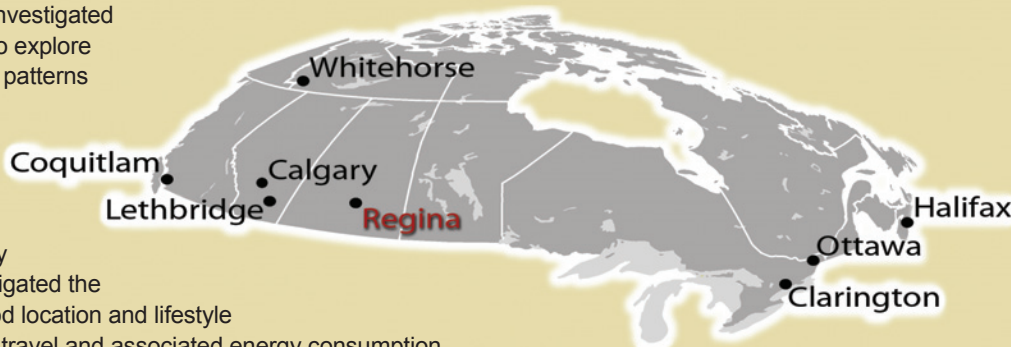 nvestigated
o explore
patterns
Whitehorse
Coquitlam
Calgary
Lethbridge
Regina
Halifax
Ottawa
Clarington
y
igated the
od location and lifestyle
travel and associated energy consumption